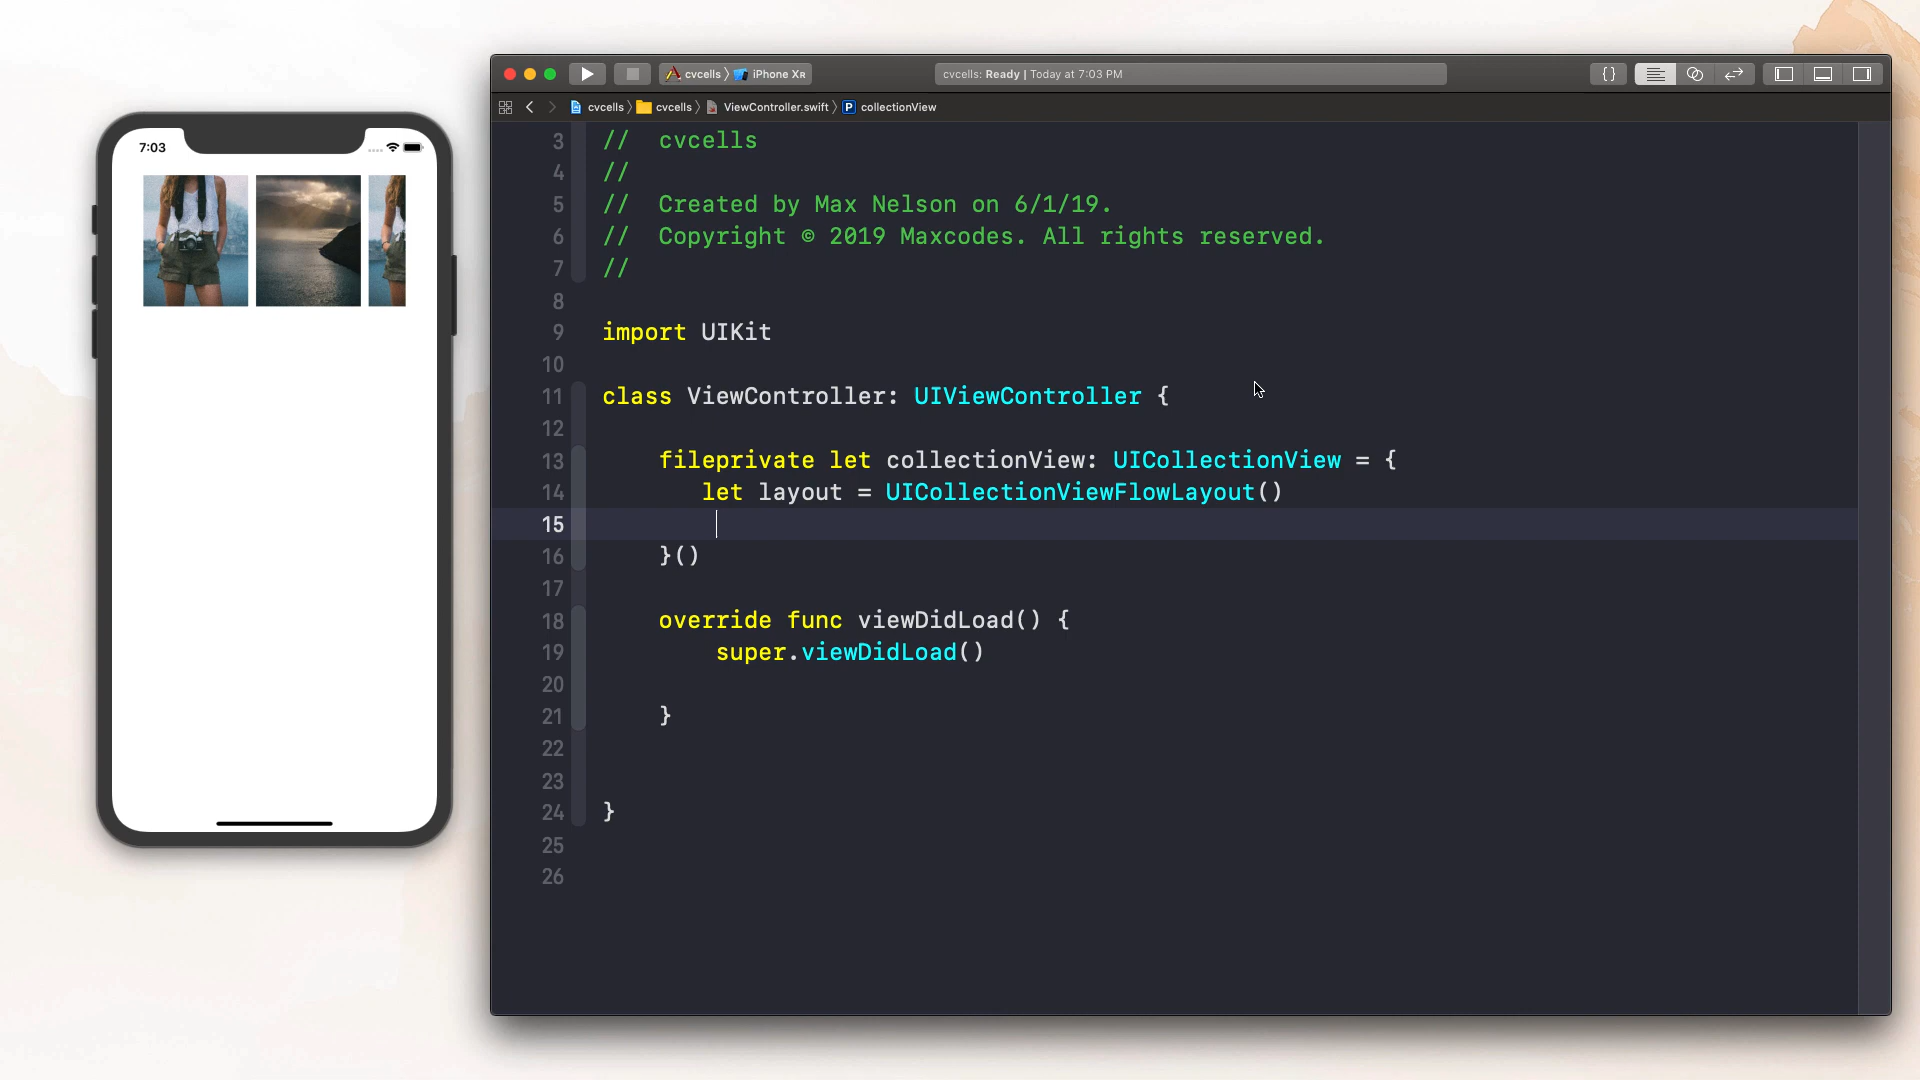 7:03
cvcells 〉 iPhone XR
cvcells: Ready | Today at 7:03 PM
{}
cvcells 〉 cvcells 〉 ViewController.swift 〉 P collectionView
3 //  cvcells
4 //
5 //  Created by Max Nelson on 6/1/19.
6 //  Copyright © 2019 Maxcodes. All rights reserved.
7 //
8
9 import UIKit
10
11 class ViewController: UIViewController {
12
13     fileprivate let collectionView: UICollectionView = {
14        let layout = UICollectionViewFlowLayout()
15
16     }()
17
18     override func viewDidLoad() {
19         super.viewDidLoad()
20
21     }
22
23
24 }
25
26